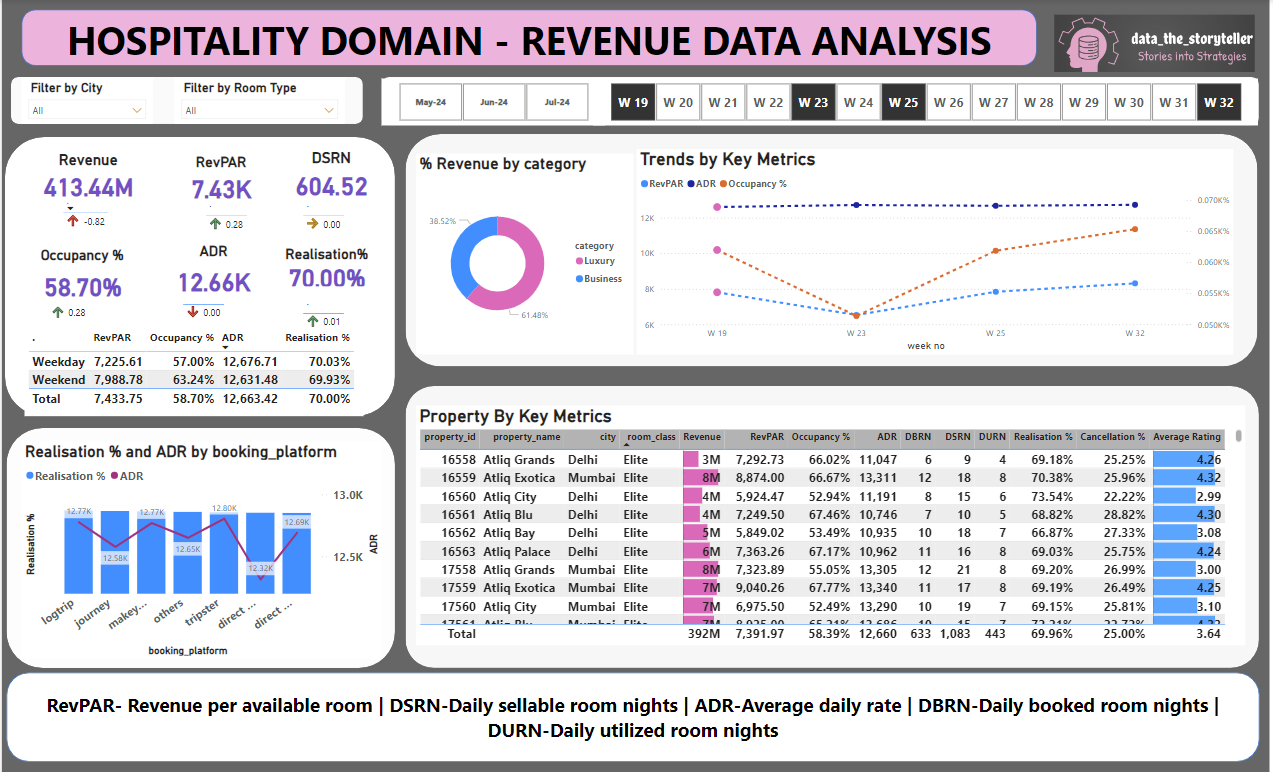 HOSPITALITY DOMAIN - REVENUE DATA ANALYSIS
data_the_storyteller
Stories into Strategies
Filter by City
All
Filter by Room Type
All
May-24 Jun-24 Jul-24
W 19 W 20 W 21 W 22 W 23 W 24 W 25 W 26 W 27 W 28 W 29 W 30 W 31 W 32
Revenue RevPAR DSRN
413.44M 7.43K 604.52
-0.82 0.28 0.00
Occupancy % ADR Realisation%
58.70% 12.66K 70.00%
0.28 0.00 0.01
. RevPAR Occupancy % ADR Realisation %
Weekday 7,225.61 57.00% 12,676.71 70.03%
Weekend 7,988.78 63.24% 12,631.48 69.93%
Total 7,433.75 58.70% 12,663.42 70.00%
% Revenue by category
38.52%
61.48%
category
Luxury
Business
Trends by Key Metrics
RevPAR ADR Occupancy %
12K
10K
8K
6K
0.070K%
0.065K%
0.060K%
0.055K%
0.050K%
W 19 W 23 W 25 W 32
week no
Realisation % and ADR by booking_platform
Realisation % ADR
Realisation %
12.77K 12.58K 12.77K 12.65K 12.80K 12.32K 12.69K
13.0K
12.5K
ADR
logtrip journey makey... others tripster direct ... direct ...
booking_platform
Property By Key Metrics
property_id property_name city room_class Revenue RevPAR Occupancy % ADR DBRN DSRN DURN Realisation % Cancellation % Average Rating
16558 Atliq Grands Delhi Elite 3M 7,292.73 66.02% 11,047 6 9 4 69.18% 25.25% 4.26
16559 Atliq Exotica Mumbai Elite 8M 8,874.00 66.67% 13,311 12 18 8 70.38% 25.96% 4.32
16560 Atliq City Delhi Elite 4M 5,924.47 52.94% 11,191 8 15 6 73.54% 22.22% 2.99
16561 Atliq Blu Delhi Elite 4M 7,249.50 67.46% 10,746 7 10 5 68.82% 28.82% 4.30
16562 Atliq Bay Delhi Elite 5M 5,849.02 53.49% 10,935 10 18 7 66.87% 27.33% 3.08
16563 Atliq Palace Delhi Elite 6M 7,363.26 67.17% 10,962 11 16 8 69.03% 25.75% 4.24
17558 Atliq Grands Mumbai Elite 8M 7,323.89 55.05% 13,305 12 21 8 69.20% 26.99% 3.00
17559 Atliq Exotica Mumbai Elite 7M 9,040.26 67.77% 13,340 11 17 8 69.19% 26.49% 4.25
17560 Atliq City Mumbai Elite 7M 6,975.50 52.49% 13,290 10 19 7 69.15% 25.81% 3.10
17561 Atliq Blu Mumbai Elite 7M
Total 392M 7,391.97 58.39% 12,660 633 1,083 443 69.96% 25.00% 3.64
RevPAR- Revenue per available room | DSRN-Daily sellable room nights | ADR-Average daily rate | DBRN-Daily booked room nights |
DURN-Daily utilized room nights